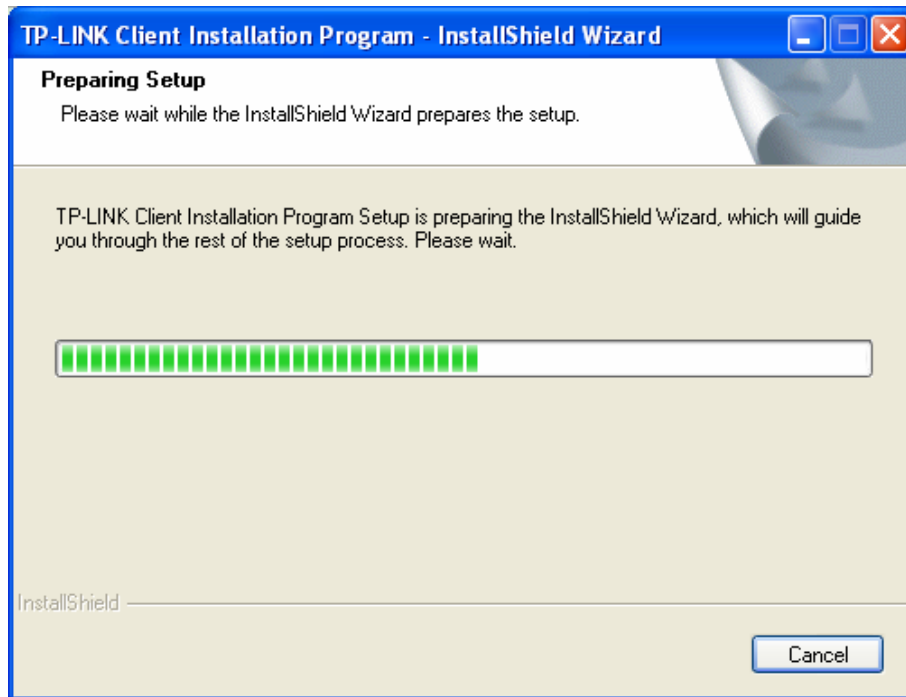 TP-LINK Client Installation Program - InstallShield Wizard
Preparing Setup
Please wait while the InstallShield Wizard prepares the setup.
TP-LINK Client Installation Program Setup is preparing the InstallShield Wizard, which will guide
you through the rest of the setup process. Please wait.
InstallShield
Cancel